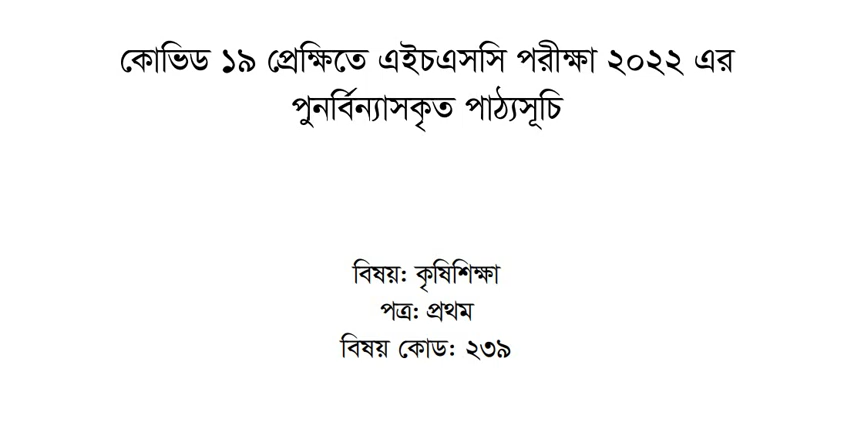 কোভিড ১৯ প্রেক্ষিতে এইচএসসি পরীক্ষা ২০২২ এর
পুনর্বিন্যাসকৃত পাঠ্যসূচি
বিষয়: কৃষিশিক্ষা
পত্র: প্রথম
বিষয় কোড: ২৩৯